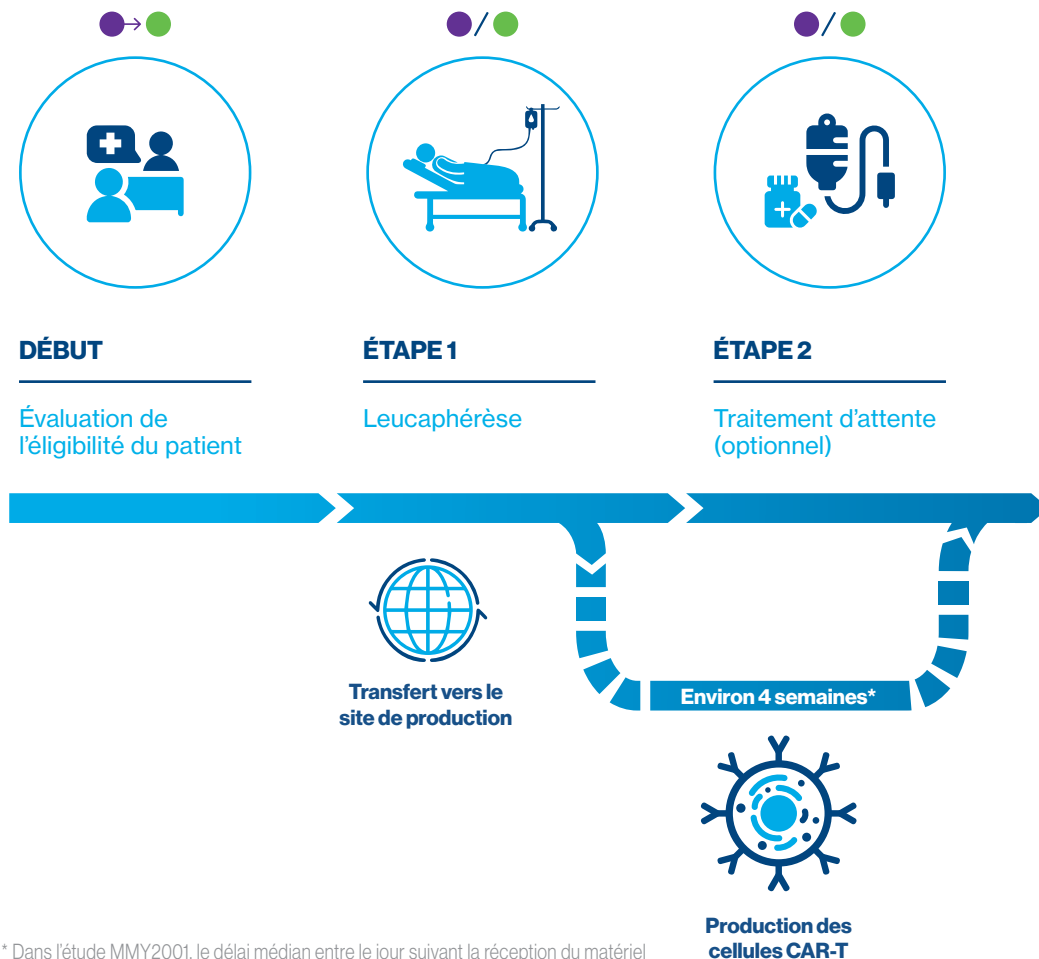 DÉBUT
Évaluation de
l'éligibilité du patient
ÉTAPE 1
Leucaphérèse
ÉTAPE 2
Traitement d'attente
(optionnel)
Transfert vers le
site de production
Environ 4 semaines*
Production des
cellules CAR-T
* Dans l'étude MMY2001, le délai médian entre le jour suivant la réception du matériel